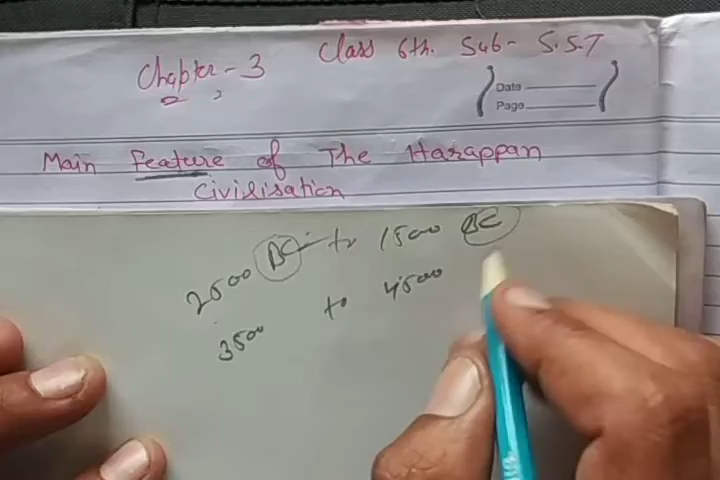 Chapter-3 Class 6th. Sub- S.S.T
Date
Page
Main Feature of The Harappan
Civilisation
2500 BC to 1500 BC
3500 to 4500